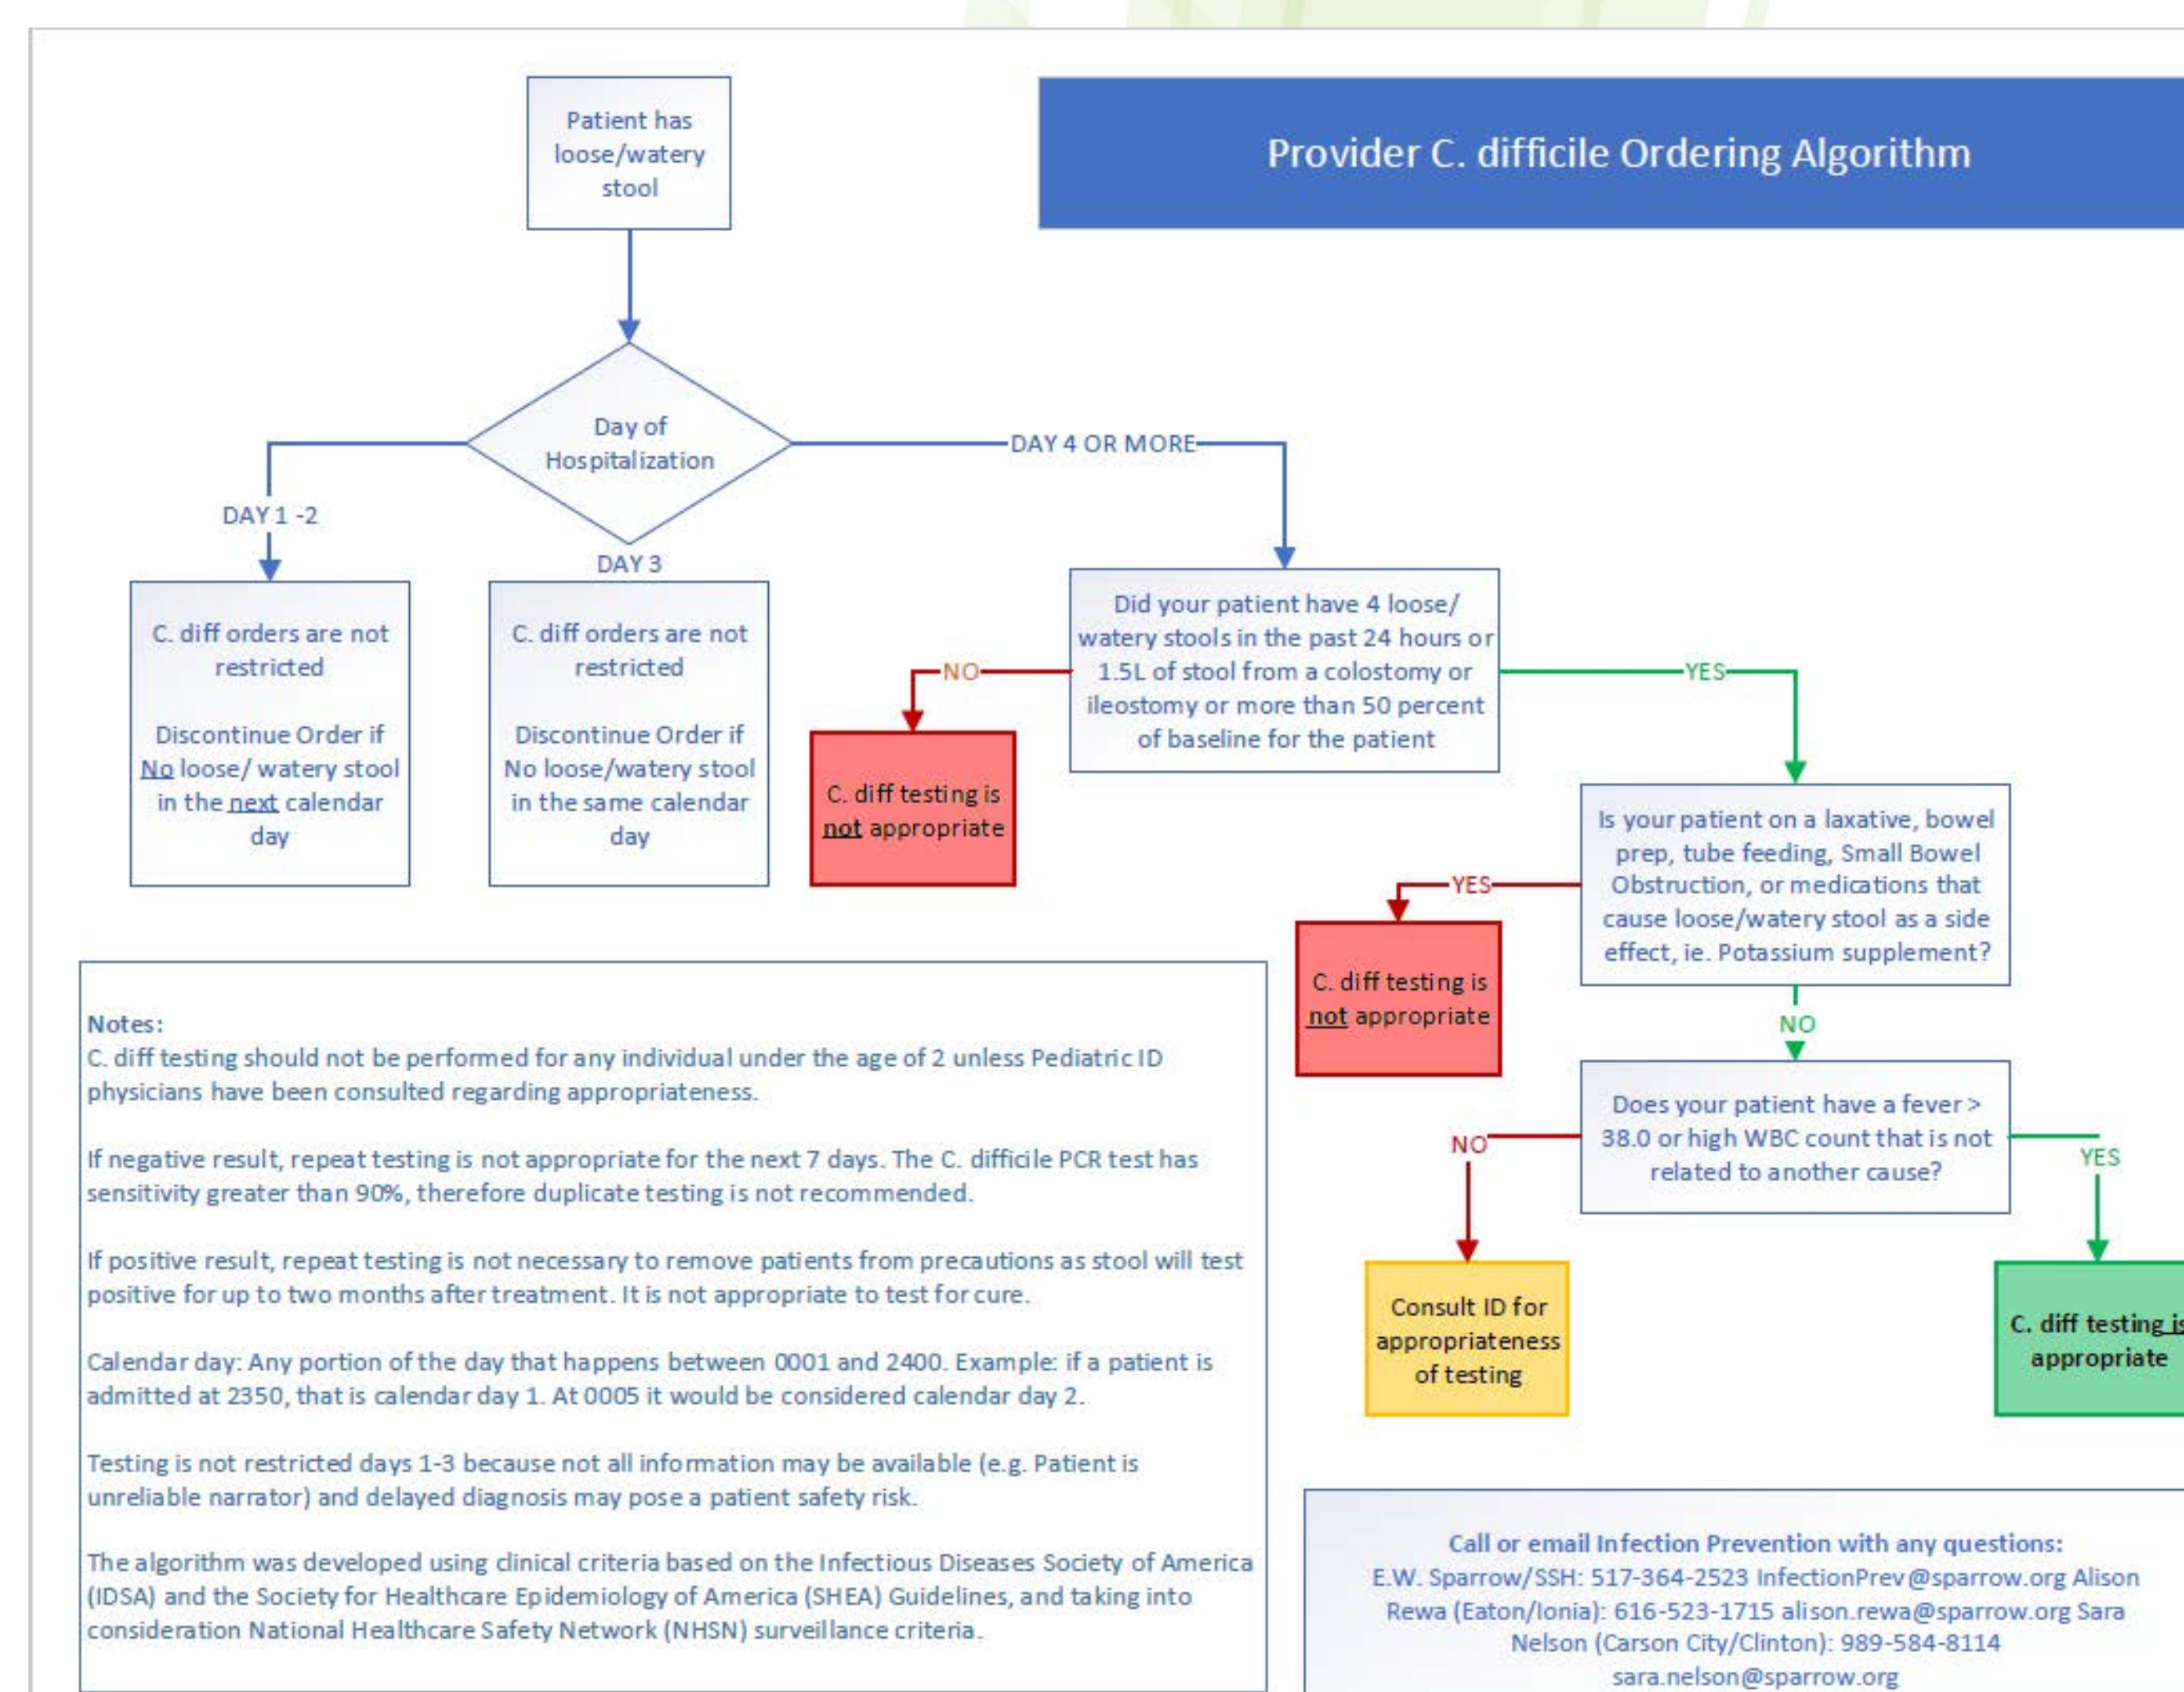 Patient has
loose/watery
stool
Provider C. difficile Ordering Algorithm
Day of
Hospitalization
DAY 4 OR MORE
DAY 1 -2
DAY 3
C. diff orders are not
restricted
Discontinue Order if
No loose/ watery stool
in the next calendar
day
C. diff orders are not
restricted
Discontinue Order if
No loose/watery stool
in the same calendar
day
Did your patient have 4 loose/
watery stools in the past 24 hours or
1.5L of stool from a colostomy or
ileostomy or more than 50 percent
of baseline for the patient
NO
YES
C. diff testing is
not appropriate
Is your patient on a laxative, bowel
prep, tube feeding, Small Bowel
Obstruction, or medications that
cause loose/watery stool as a side
effect, ie. Potassium supplement?
YES
C. diff testing is
not appropriate
NO
Does your patient have a fever >
38.0 or high WBC count that is not
related to another cause?
NO
YES
Consult ID for
appropriateness
of testing
C. diff testing is
appropriate
Notes:
C. diff testing should not be performed for any individual under the age of 2 unless Pediatric ID
physicians have been consulted regarding appropriateness.
If negative result, repeat testing is not appropriate for the next 7 days. The C. difficile PCR test has
sensitivity greater than 90%, therefore duplicate testing is not recommended.
If positive result, repeat testing is not necessary to remove patients from precautions as stool will test
positive for up to two months after treatment. It is not appropriate to test for cure.
Calendar day: Any portion of the day that happens between 0001 and 2400. Example: if a patient is
admitted at 2350, that is calendar day 1. At 0005 it would be considered calendar day 2.
Testing is not restricted days 1-3 because not all information may be available (e.g. Patient is
unreliable narrator) and delayed diagnosis may pose a patient safety risk.
The algorithm was developed using clinical criteria based on the Infectious Diseases Society of America
(IDSA) and the Society for Healthcare Epidemiology of America (SHEA) Guidelines, and taking into
consideration National Healthcare Safety Network (NHSN) surveillance criteria.
Call or email Infection Prevention with any questions:
E.W. Sparrow/SSH: 517-364-2523 InfectionPrev@sparrow.org Alison
Rewa (Eaton/Ionia): 616-523-1715 alison.rewa@sparrow.org Sara
Nelson (Carson City/Clinton): 989-584-8114
sara.nelson@sparrow.org